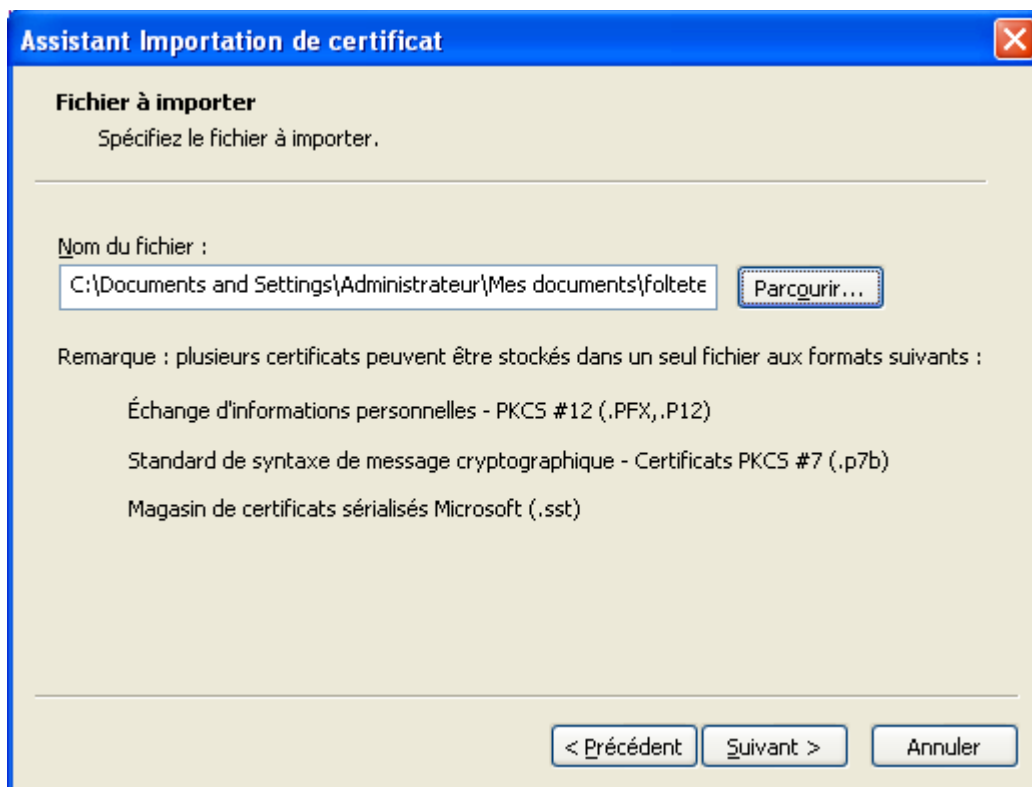 Assistant Importation de certificat
Fichier à importer
Spécifiez le fichier à importer.
Nom du fichier :
C:\Documents and Settings\Administrateur\Mes documents\foltete
Parcourir...
Remarque : plusieurs certificats peuvent être stockés dans un seul fichier aux formats suivants :
Échange d'informations personnelles - PKCS #12 (.PFX,.P12)
Standard de syntaxe de message cryptographique - Certificats PKCS #7 (.p7b)
Magasin de certificats sérialisés Microsoft (.sst)
< Précédent Suivant > Annuler